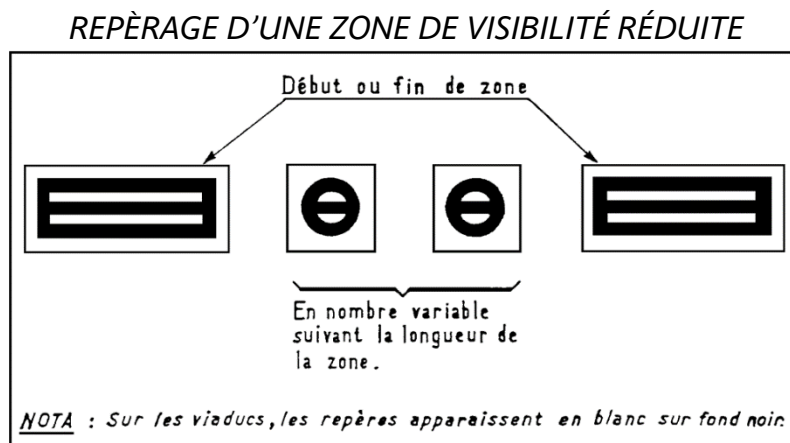 REPÈRAGE D’UNE ZONE DE VISIBILITÉ RÉDUITE
Début ou fin de zone
En nombre variable
suivant la longueur de
la zone.
NOTA : Sur les viaducs, les repères apparaissent en blanc sur fond noir.